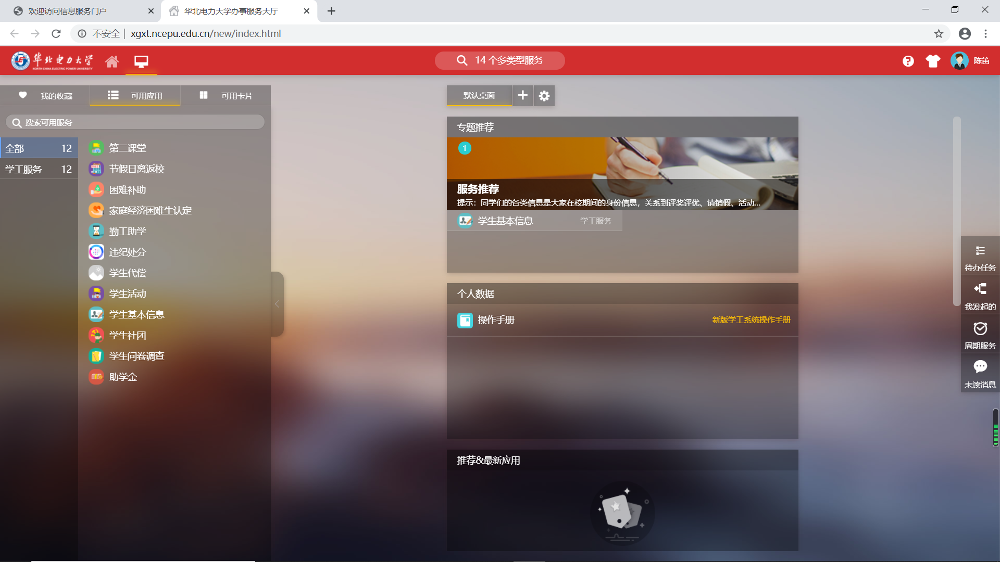 欢迎访问信息服务门户
华北电力大学办事服务大厅
不安全
xgxt.ncepu.edu.cn/new/index.html
华北电力大学
NORTH CHINA ELECTRIC POWER UNIVERSITY
14 个多类型服务
陈笛
我的收藏
可用应用
可用卡片
搜索可用服务
全部 12
学工服务 12
第二课堂
节假日离返校
困难补助
家庭经济困难生认定
勤工助学
违纪处分
学生代偿
学生活动
学生基本信息
学生社团
学生问卷调查
助学金
默认桌面
专题推荐
1
服务推荐
提示：同学们的各类信息是大家在校期间的身份信息，关系到评奖评优、请销假、活动...
学生基本信息 学工服务
个人数据
操作手册 新版学工系统操作手册
推荐&最新应用
待办任务
我发起的
周期服务
未读消息